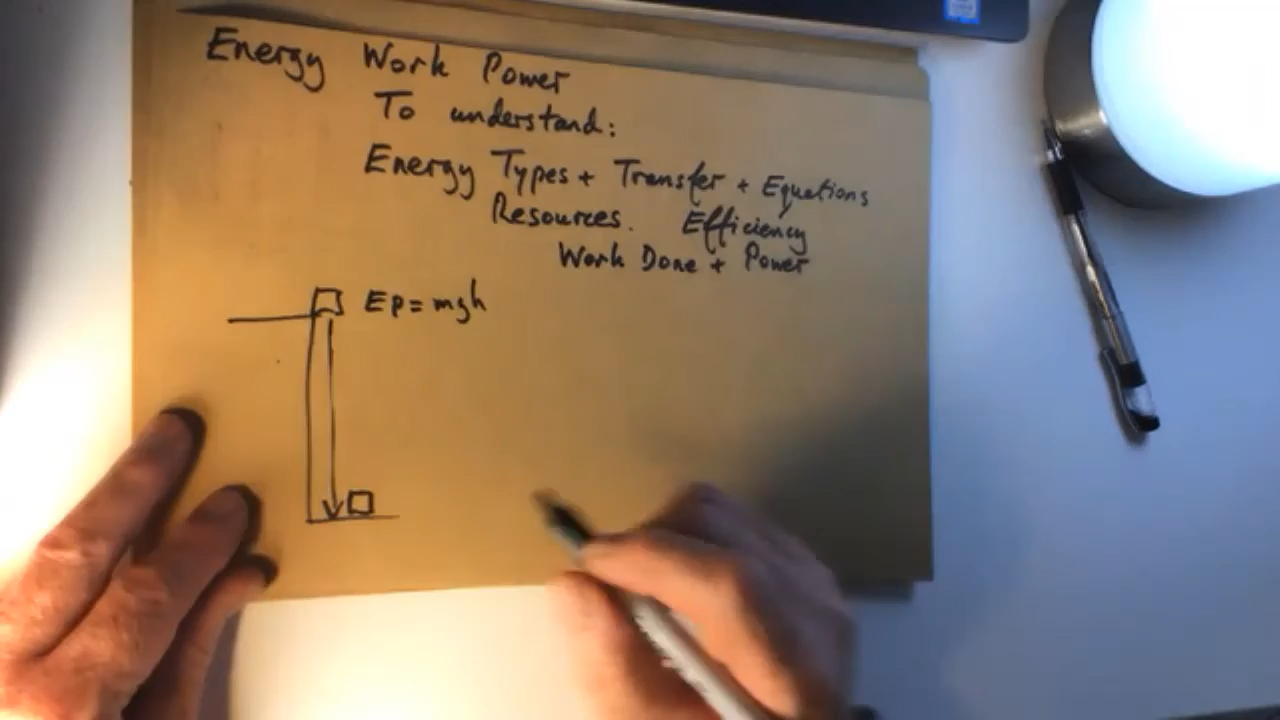 Energy Work Power
To understand:
Energy Types + Transfer + Equations
Resources. Efficiency
Work Done + Power
EP = mgh